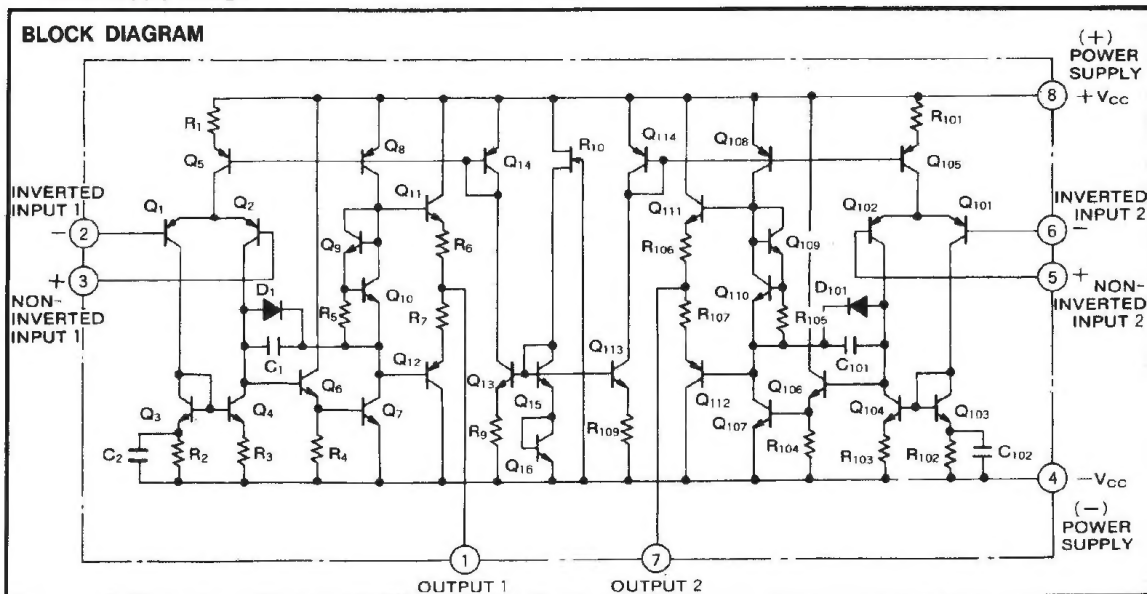 BLOCK DIAGRAM
(+)
POWER
SUPPLY
8
+VCC
R1
Q5
Q8
Q14
R10
Q114
Q108
R101
Q105
INVERTED
INPUT 1
Q1
Q2
Q11
Q111
Q102
Q101
INVERTED
INPUT 2
2
-
6
-
Q9
R6
R106
Q109
3
+
5
+
NON-
INVERTED
INPUT 1
D1
Q10
R5
R7
R107
Q110
R105
D101
NON-
INVERTED
INPUT 2
C1
Q12
Q13
Q15
Q113
Q112
C101
Q3
Q4
Q6
Q7
Q106
Q107
Q104
Q103
C2
R2
R3
R4
R9
Q16
R109
R104
R103
R102
C102
4
-VCC
(-)
POWER
SUPPLY
1
7
OUTPUT 1
OUTPUT 2